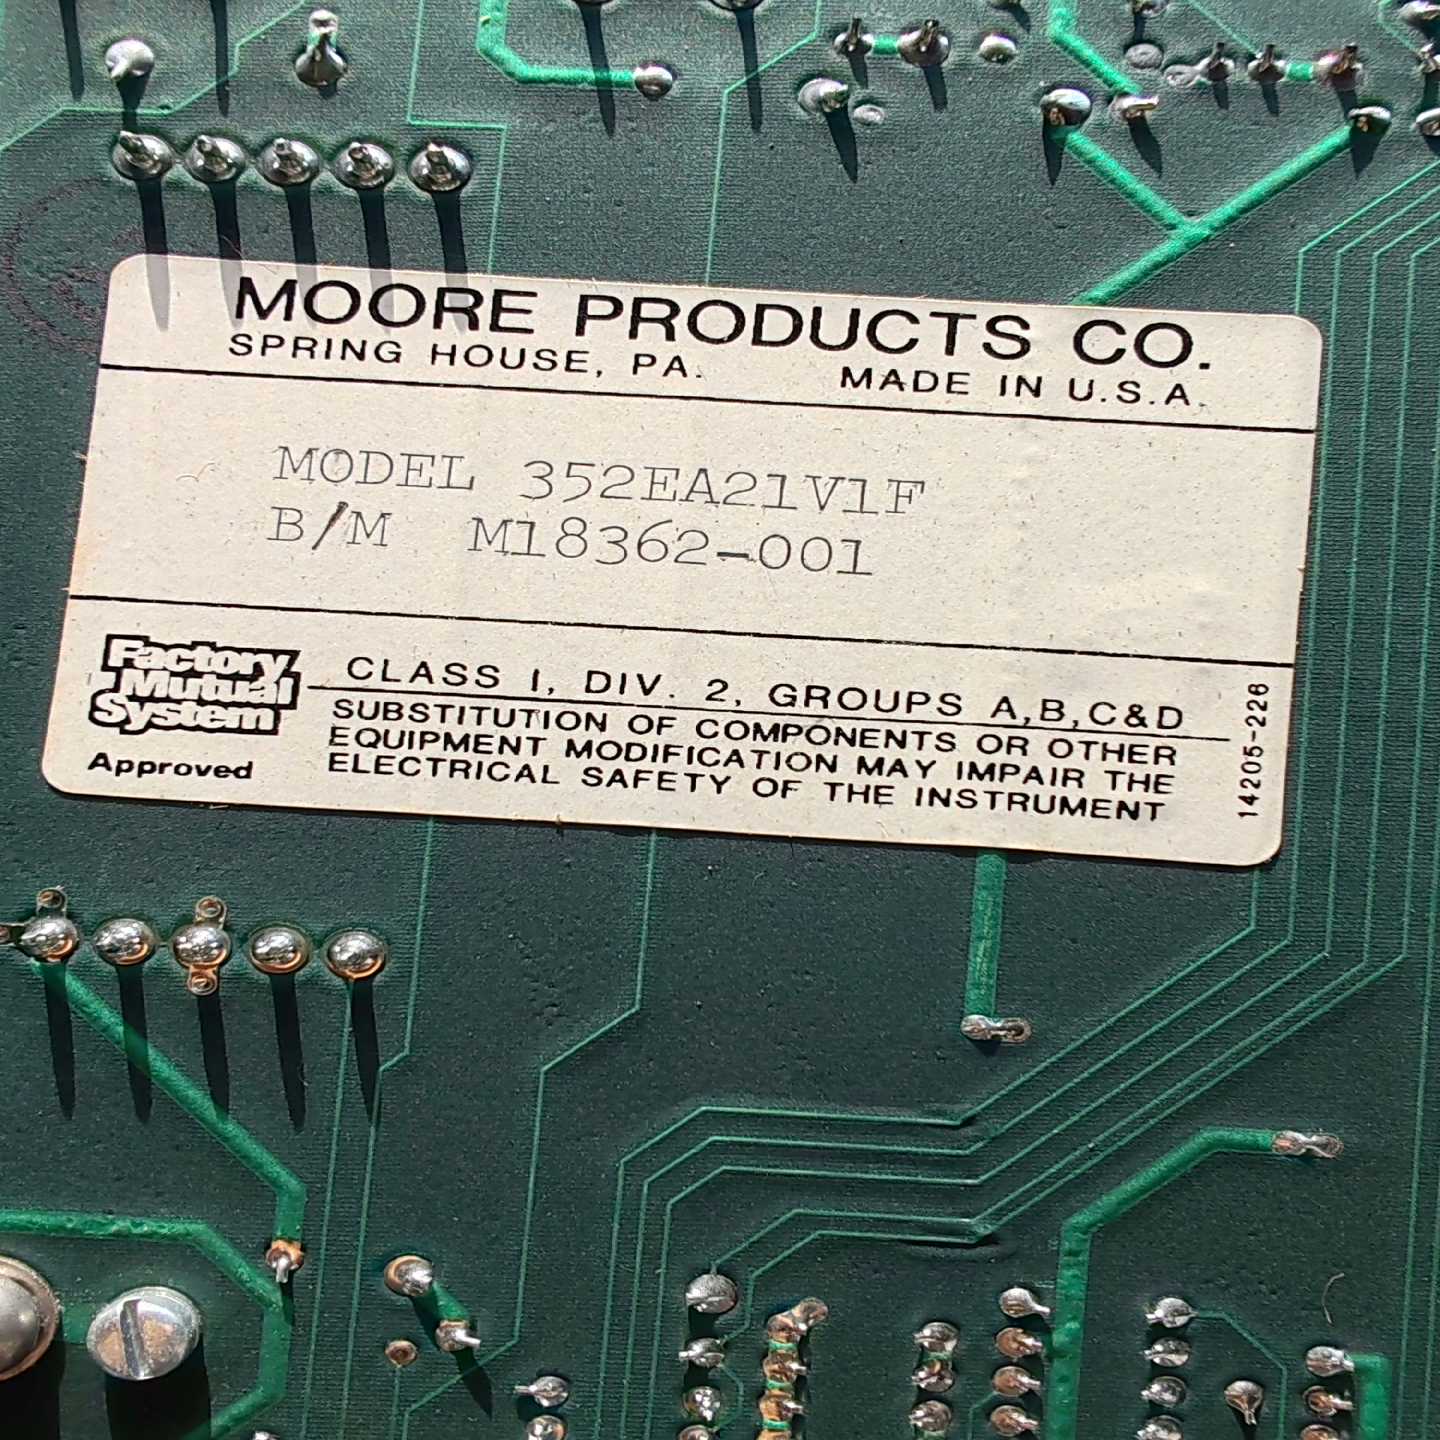 MOORE PRODUCTS CO.
SPRING HOUSE, PA. MADE IN U.S.A.
MODEL 352EA21V1F
B/M M18362-001
Factory
Mutual
System
Approved
CLASS I, DIV. 2, GROUPS A,B,C&D
SUBSTITUTION OF COMPONENTS OR OTHER
EQUIPMENT MODIFICATION MAY IMPAIR THE
ELECTRICAL SAFETY OF THE INSTRUMENT
14205-226